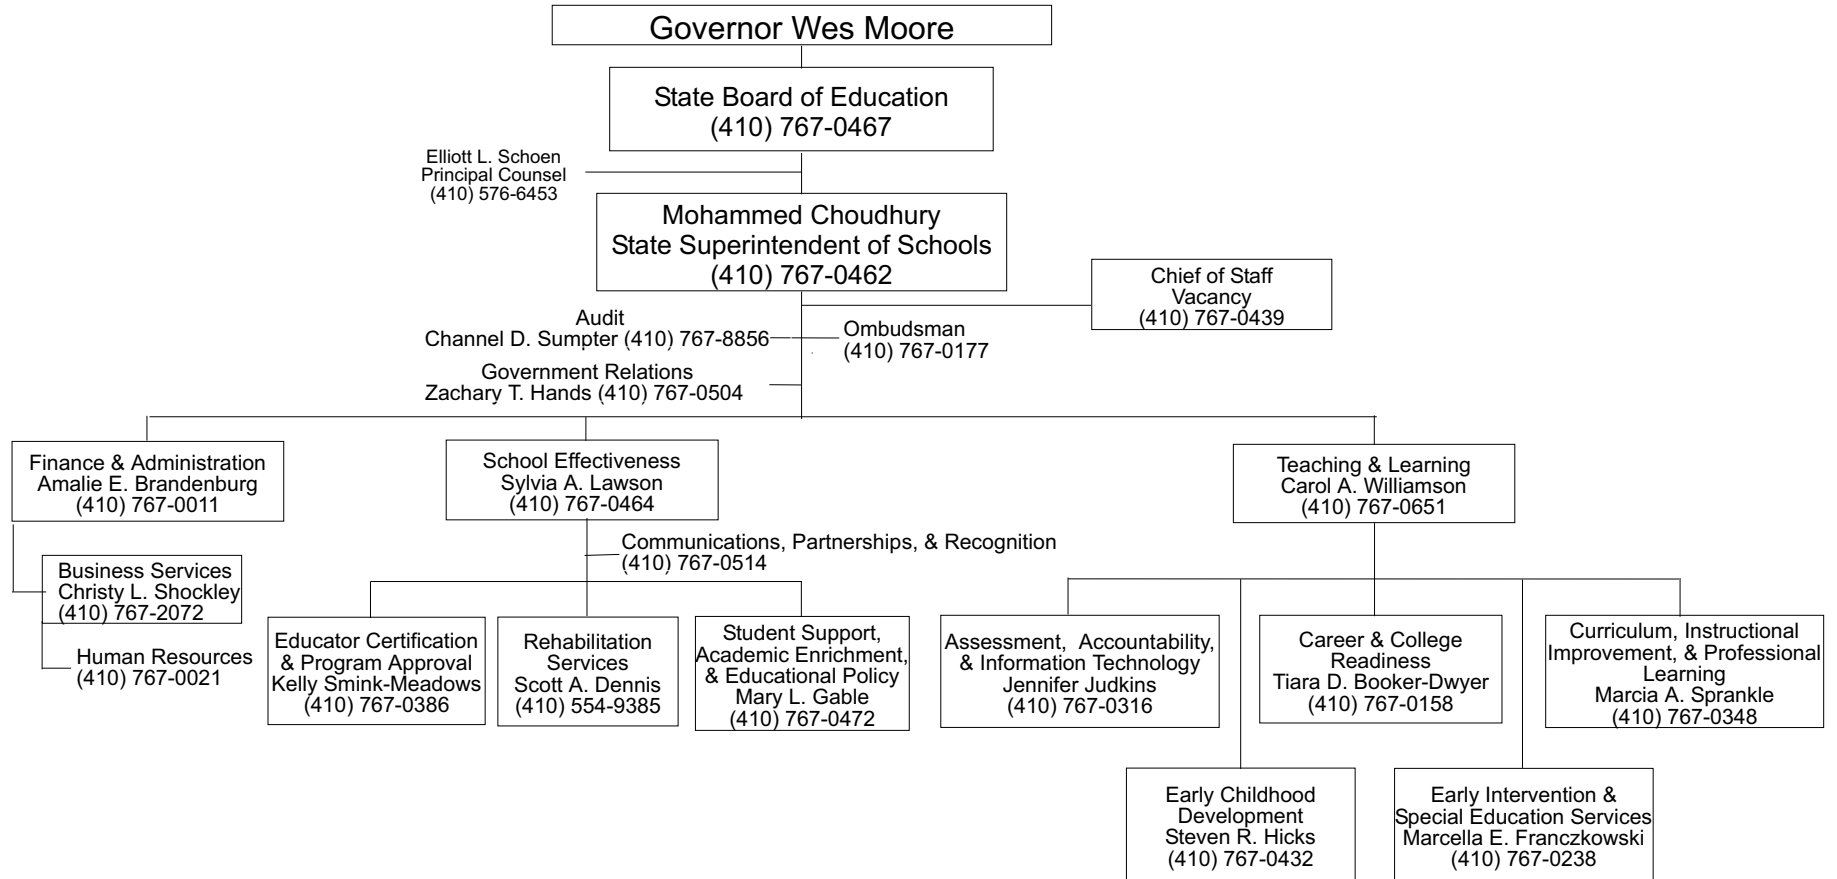 Governor Wes Moore
State Board of Education
(410) 767-0467
Elliott L. Schoen
Principal Counsel
(410) 576-6453
Mohammed Choudhury
State Superintendent of Schools
(410) 767-0462
Chief of Staff
Vacancy
(410) 767-0439
Audit
Channel D. Sumpter (410) 767-8856
Ombudsman
(410) 767-0177
Government Relations
Zachary T. Hands (410) 767-0504
Finance & Administration
Amalie E. Brandenburg
(410) 767-0011
School Effectiveness
Sylvia A. Lawson
(410) 767-0464
Teaching & Learning
Carol A. Williamson
(410) 767-0651
Communications, Partnerships, & Recognition
(410) 767-0514
Business Services
Christy L. Shockley
(410) 767-2072
Human Resources
(410) 767-0021
Educator Certification
& Program Approval
Kelly Smink-Meadows
(410) 767-0386
Rehabilitation
Services
Scott A. Dennis
(410) 554-9385
Student Support,
Academic Enrichment,
& Educational Policy
Mary L. Gable
(410) 767-0472
Assessment, Accountability,
& Information Technology
Jennifer Judkins
(410) 767-0316
Career & College
Readiness
Tiara D. Booker-Dwyer
(410) 767-0158
Curriculum, Instructional
Improvement, & Professional
Learning
Marcia A. Sprankle
(410) 767-0348
Early Childhood
Development
Steven R. Hicks
(410) 767-0432
Early Intervention &
Special Education Services
Marcella E. Franczkowski
(410) 767-0238